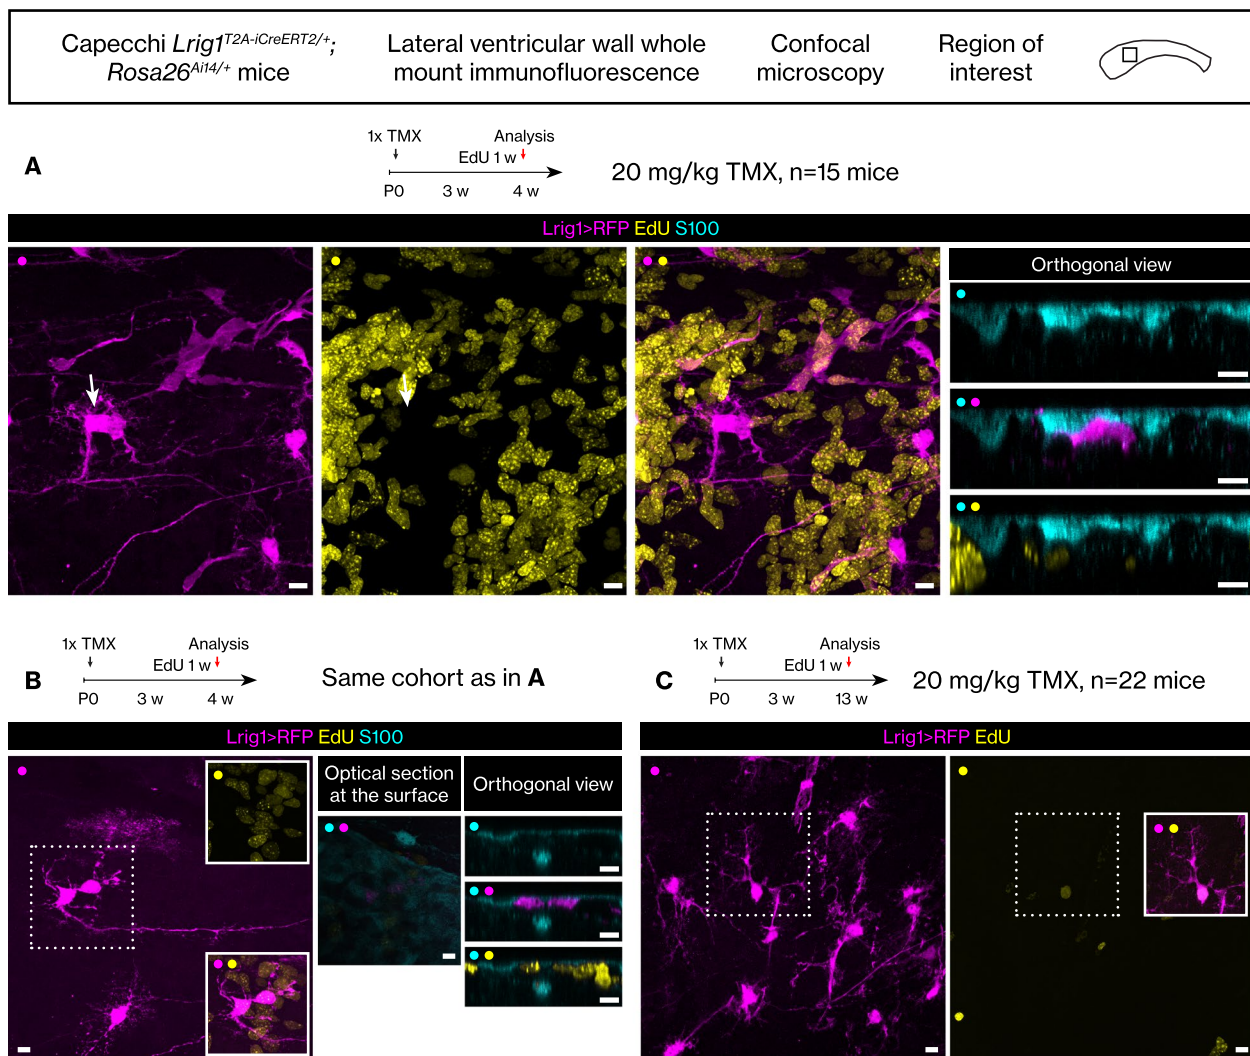 Capecchi Lrig1T2A-iCreERT2/+;
Rosa26Ai14/+ mice
Lateral ventricular wall whole
mount immunofluorescence
Confocal
microscopy
Region of
interest
A
1x TMX
Analysis
EdU 1 w
P0
3 w
4 w
20 mg/kg TMX, n=15 mice
Lrig1>RFP EdU S100
Orthogonal view
B
1x TMX
Analysis
EdU 1 w
P0
3 w
4 w
Same cohort as in A
Lrig1>RFP EdU S100
Optical section
at the surface
Orthogonal view
C
1x TMX
Analysis
EdU 1 w
P0
3 w
13 w
20 mg/kg TMX, n=22 mice
Lrig1>RFP EdU